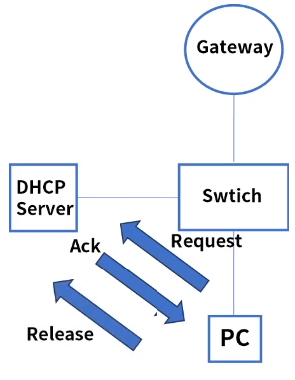 Gateway
DHCP
Server
Swtich
Ack
Request
Release
PC